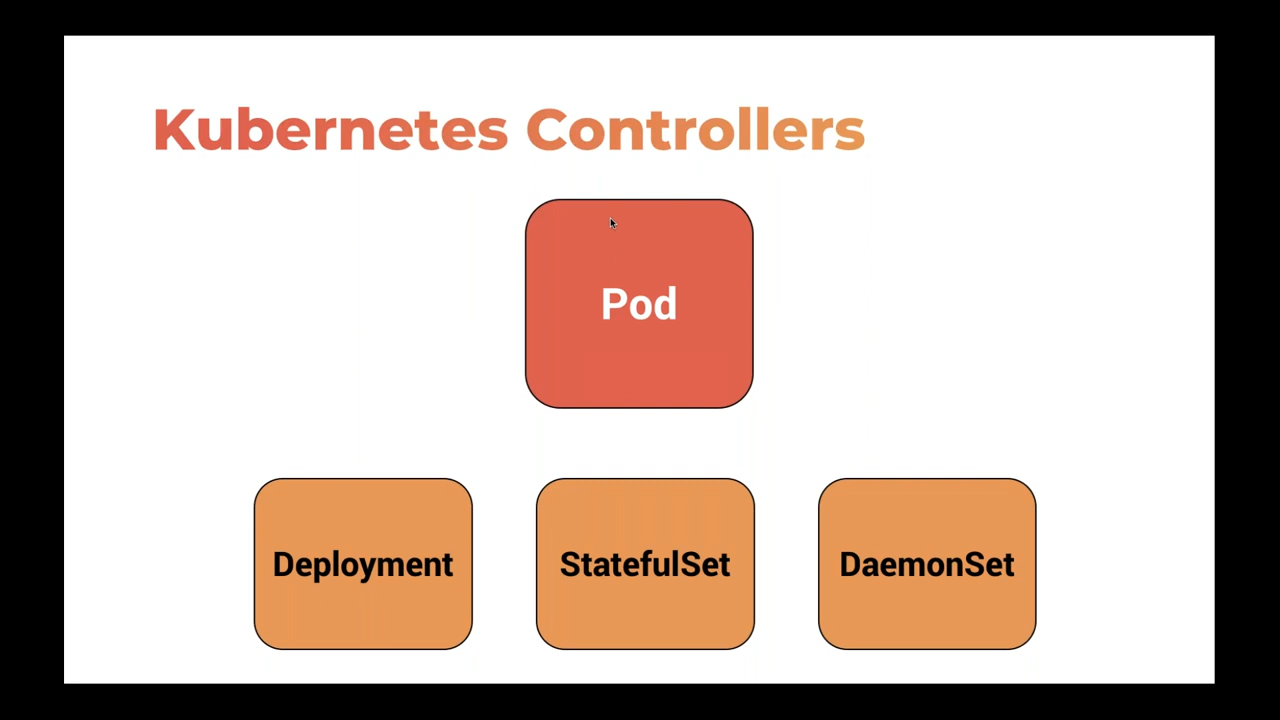 Kubernetes Controllers
Pod
Deployment
StatefulSet
DaemonSet